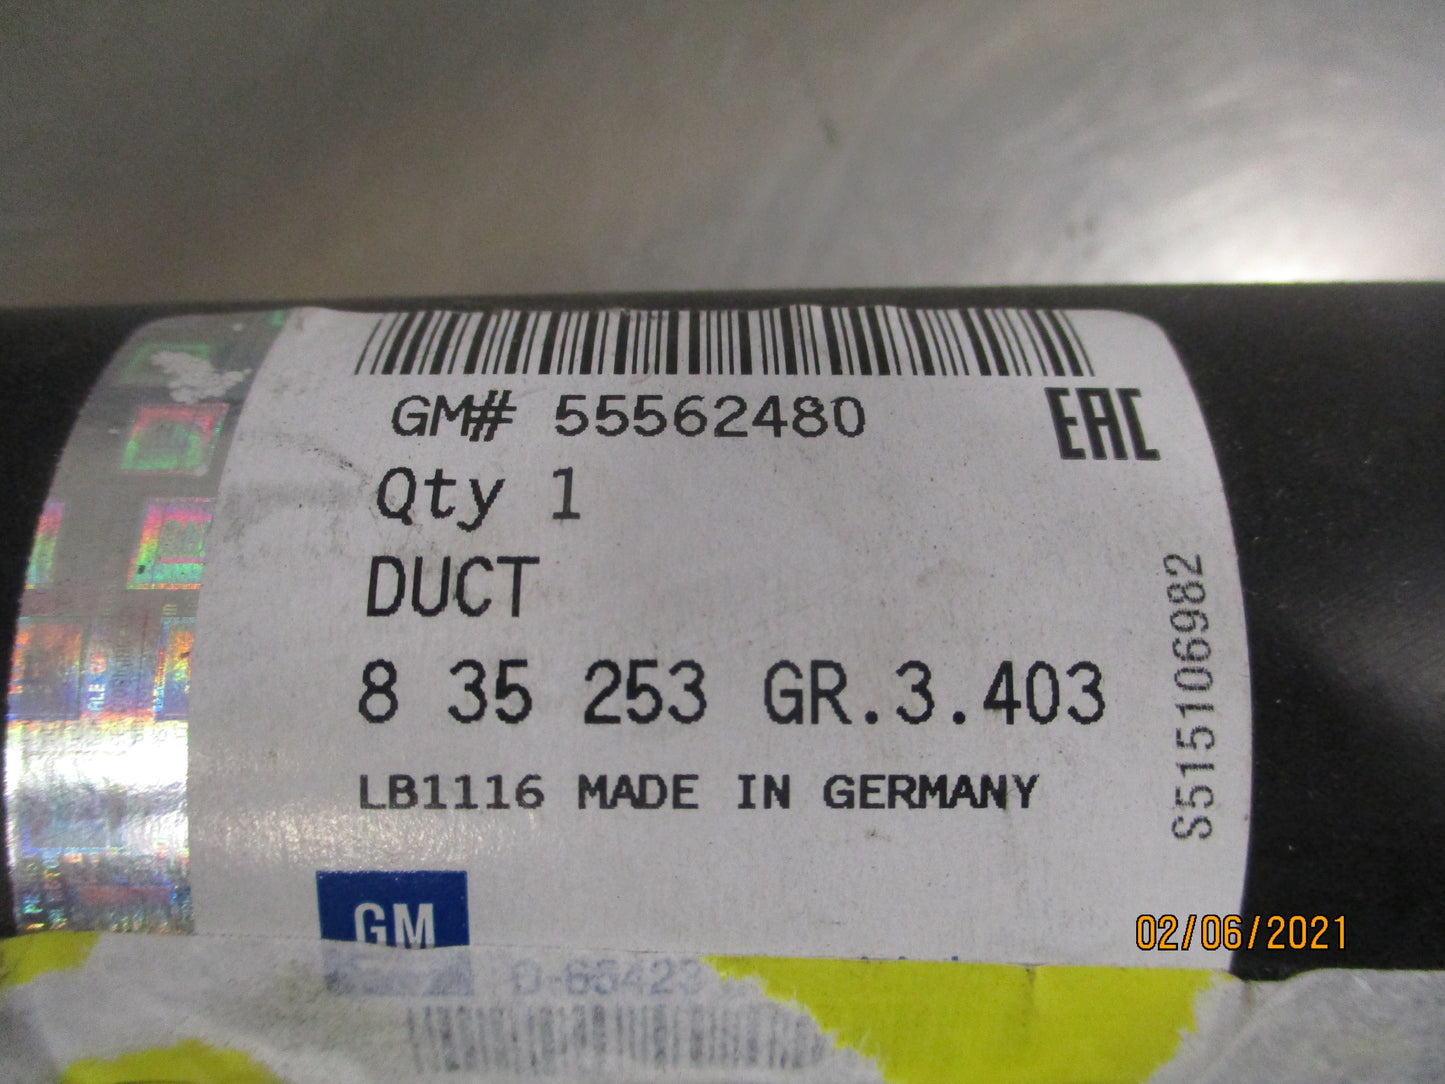 GM# 55562480
EAC
Qty 1
DUCT
8 35 253 GR.3.403
LB1116 MADE IN GERMANY
S515106982
GM
D-65423
02/06/2021